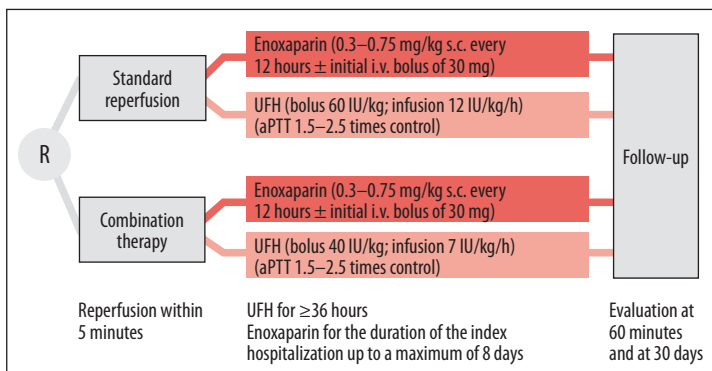 R
Standard
reperfusion
Enoxaparin (0.3–0.75 mg/kg s.c. every
12 hours ± initial i.v. bolus of 30 mg)
UFH (bolus 60 IU/kg; infusion 12 IU/kg/h)
(aPTT 1.5–2.5 times control)
Combination
therapy
Enoxaparin (0.3–0.75 mg/kg s.c. every
12 hours ± initial i.v. bolus of 30 mg)
UFH (bolus 40 IU/kg; infusion 7 IU/kg/h)
(aPTT 1.5–2.5 times control)
Follow-up
Reperfusion within
5 minutes
UFH for ≥36 hours
Enoxaparin for the duration of the index
hospitalization up to a maximum of 8 days
Evaluation at
60 minutes
and at 30 days